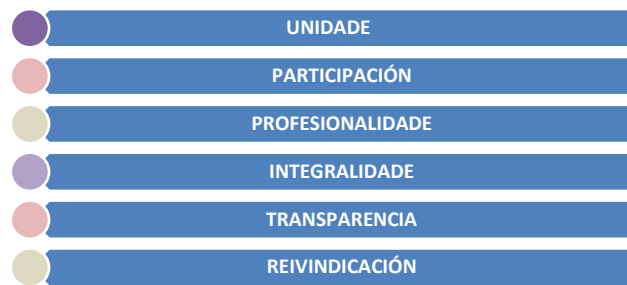 UNIDADE
PARTICIPACIÓN
PROFESIONALIDADE
INTEGRALIDADE
TRANSPARENCIA
REIVINDICACIÓN